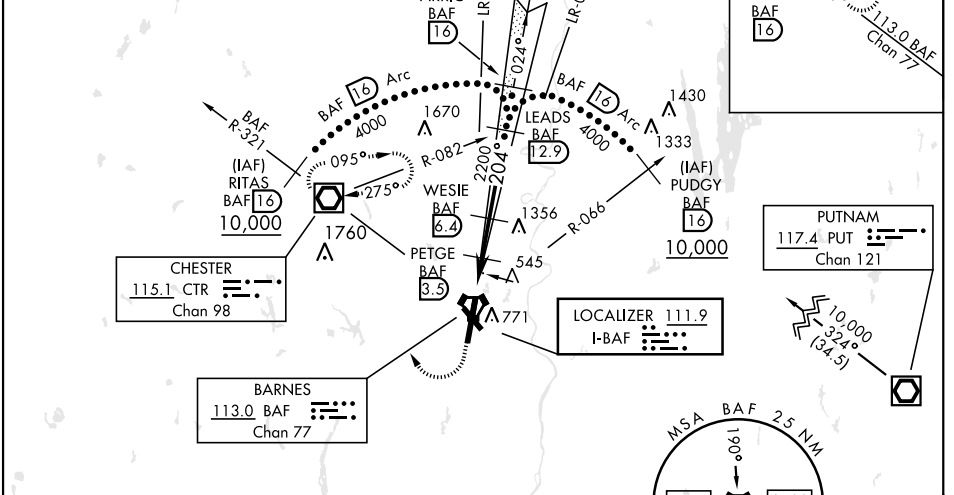 BAF
16
LR
024°
LR-0
BAF
16
113.0 BAF
Chan 77
BAF 16 Arc
4000
BAF 16 Arc
4000
1670
1430
1333
LEADS
BAF
12.9
BAF
R-321
095°
275°
R-082
2200
204°
(IAF)
RITAS
BAF 16
10,000
WESIE
BAF
6.4
1356
R-066
(IAF)
PUDGY
BAF
16
10,000
1760
PETGE
BAF
3.5
545
771
CHESTER
115.1 CTR
Chan 98
PUTNAM
117.4 PUT
Chan 121
LOCALIZER 111.9
I-BAF
10,000
324°
(34.5)
BARNES
113.0 BAF
Chan 77
MSA BAF 25 NM
190°